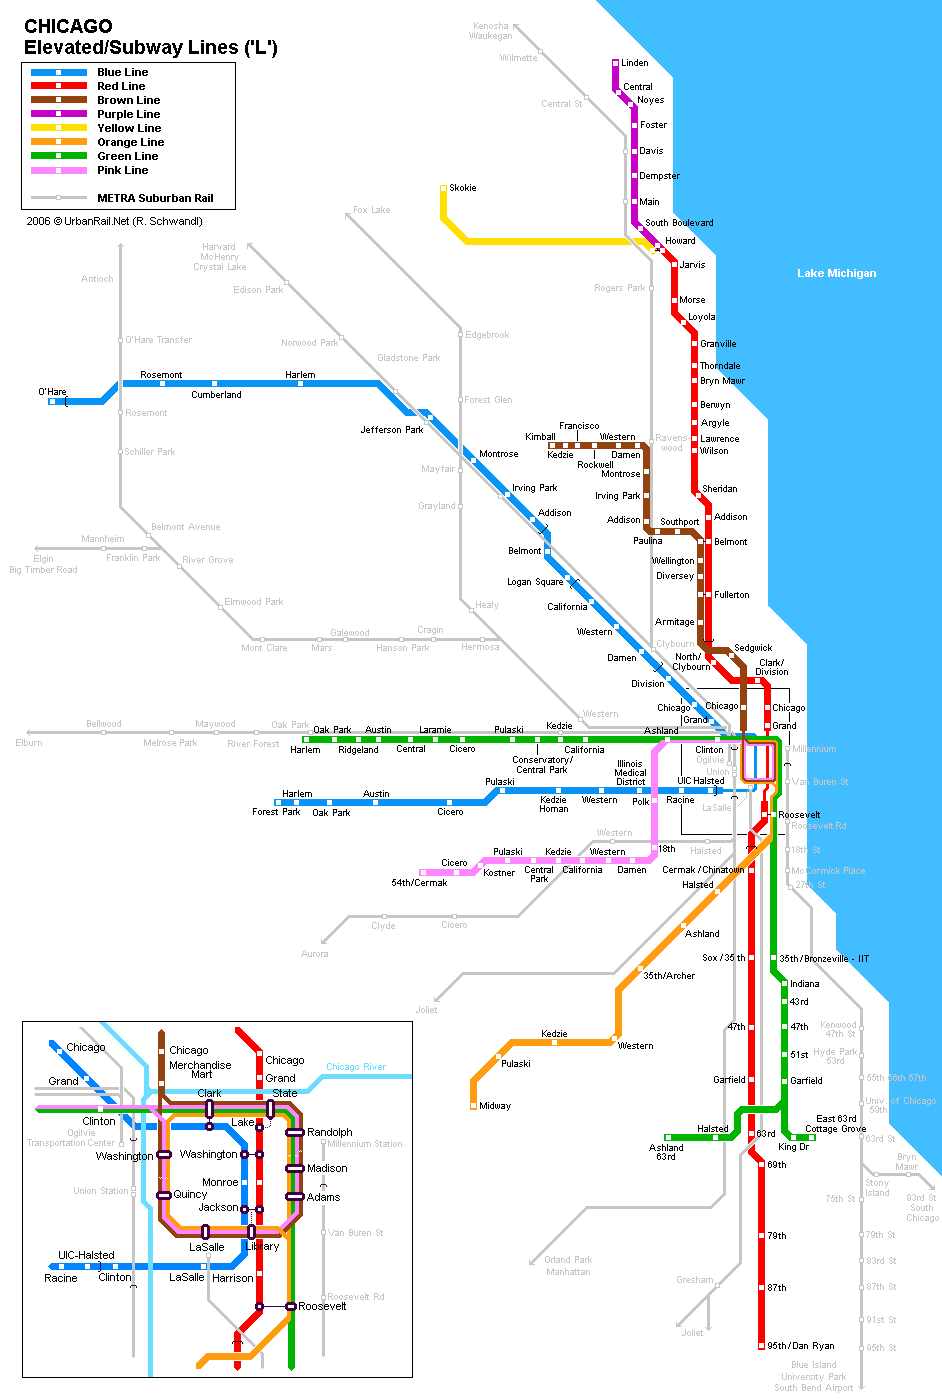 CHICAGO
Elevated/Subway Lines ('L')
Blue Line
Red Line
Brown Line
Purple Line
Yellow Line
Orange Line
Green Line
Pink Line
METRA Suburban Rail
2006 © UrbanRail.Net (R. Schwandl)
Kenosha
Waukegan
Wilmette
Central St
Linden
Central
Noyes
Foster
Davis
Dempster
Main
South Boulevard
Howard
Skokie
Fox Lake
Harvard
McHenry
Crystal Lake
Edison Park
Norwood Park
Gladstone Park
Antioch
O'Hare Transfer
Rosemont
Schiller Park
Rogers Park
Edgebrook
Forest Glen
Mayfair
Grayland
Healy
Lake Michigan
Jarvis
Morse
Loyola
Granville
Thorndale
Bryn Mawr
Berwyn
Argyle
Lawrence
Wilson
Sheridan
Addison
Belmont
Fullerton
North/
Clybourn
Clark/
Division
Chicago
Grand
O'Hare
Rosemont
Cumberland
Harlem
Jefferson Park
Montrose
Irving Park
Addison
Belmont
Logan Square
California
Western
Damen
Division
Chicago
Grand
Kimball
Kedzie
Francisco
Rockwell
Western
Damen
Montrose
Irving Park
Addison
Paulina
Southport
Wellington
Diversey
Armitage
Sedgwick
Chicago
Ravens-
wood
Clybourn
Bellmont Avenue
Mannheim
Franklin Park
River Grove
Elgin
Big Timber Road
Elmwood Park
Mont Clare
Mars
Galewood
Hanson Park
Cragin
Hermosa
Western
Elburn
Bellwood
Melrose Park
Maywood
River Forest
Oak Park
Harlem
Oak Park
Ridgeland
Austin
Central
Laramie
Cicero
Pulaski
Conservatory/
Central Park
Kedzie
California
Ashland
Clinton
Ogilvie
Union
LaSalle
Millennium
Van Buren St
Roosevelt Rd
18th St
McCormick Place
27th St
Forest Park
Harlem
Oak Park
Austin
Cicero
Pulaski
Kedzie
Homan
Western
Illinois
Medical
District
Polk
Racine
UIC Halsted
Roosevelt
Western
Halsted
54th/Cermak
Cicero
Pulaski
Kostner
Central
Park
Kedzie
California
Western
Damen
18th
Cermak/Chinatown
Halsted
Ashland
35th/Archer
Western
Kedzie
Pulaski
Midway
Clyde
Cicero
Aurora
Joliet
Sox/35th
35th/Bronzeville - IIT
Indiana
43rd
47th
47th
51st
Garfield
Garfield
Halsted
Ashland
63rd
63rd
King Dr
East 63rd
Cottage Grove
69th
79th
87th
95th/Dan Ryan
Kenwood
47th St
Hyde Park
53rd
55th 56th 57th
Univ. of Chicago
59th
63rd St
Bryn
Mawr
Stony
Island
93rd St
South
Chicago
75th St
79th St
83rd St
87th St
91st St
95th St
Blue Island
University Park
South Bend Airport
Orland Park
Manhattan
Gresham
Joliet
Chicago
Grand
Clinton
Ogilvie
Transportation Center
Union Station
Chicago
Merchandise
Mart
Clark
State
Chicago
Grand
Chicago River
Lake
Randolph
Washington
Washington
Millennium Station
Madison
Monroe
Quincy
Adams
Jackson
LaSalle
Library
Van Buren St
UIC-Halsted
Racine
Clinton
LaSalle
Harrison
Roosevelt
Roosevelt Rd